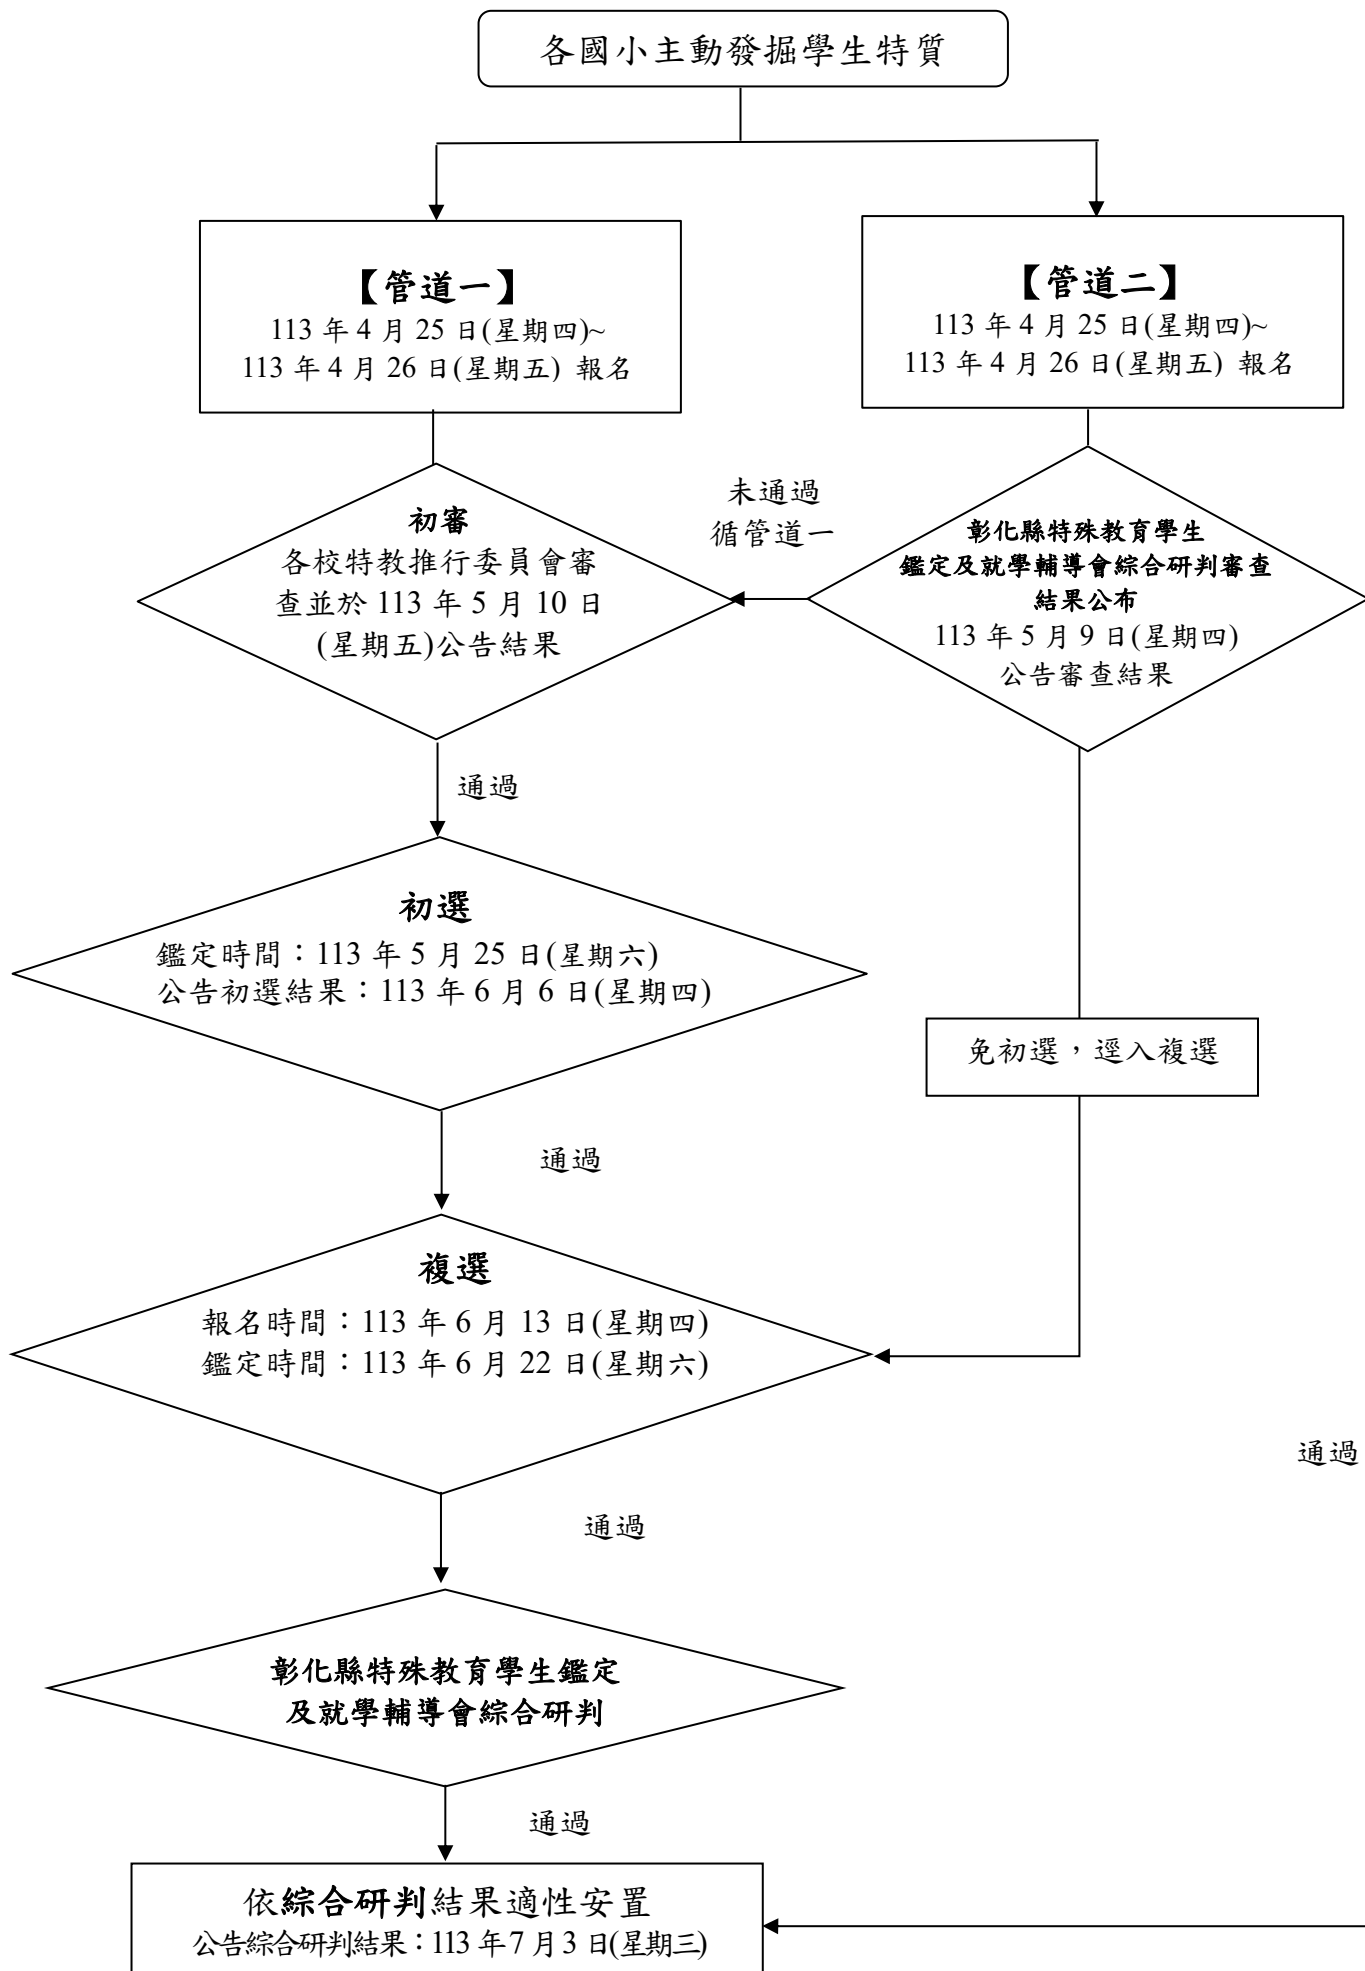 各國小主動發掘學生特質
【管道一】
113 年 4 月 25 日(星期四)~
113 年 4 月 26 日(星期五) 報名
【管道二】
113 年 4 月 25 日(星期四)~
113 年 4 月 26 日(星期五) 報名
初審
各校特教推行委員會審
查並於 113 年 5 月 10 日
(星期五)公告結果
未通過
循管道一
彰化縣特殊教育學生
鑑定及就學輔導會綜合研判審查
結果公布
113 年 5 月 9 日(星期四)
公告審查結果
通過
初選
鑑定時間：113 年 5 月 25 日(星期六)
公告初選結果：113 年 6 月 6 日(星期四)
免初選，逕入複選
通過
複選
報名時間：113 年 6 月 13 日(星期四)
鑑定時間：113 年 6 月 22 日(星期六)
通過
通過
彰化縣特殊教育學生鑑定
及就學輔導會綜合研判
通過
依綜合研判結果適性安置
公告綜合研判結果：113 年 7 月 3 日(星期三)